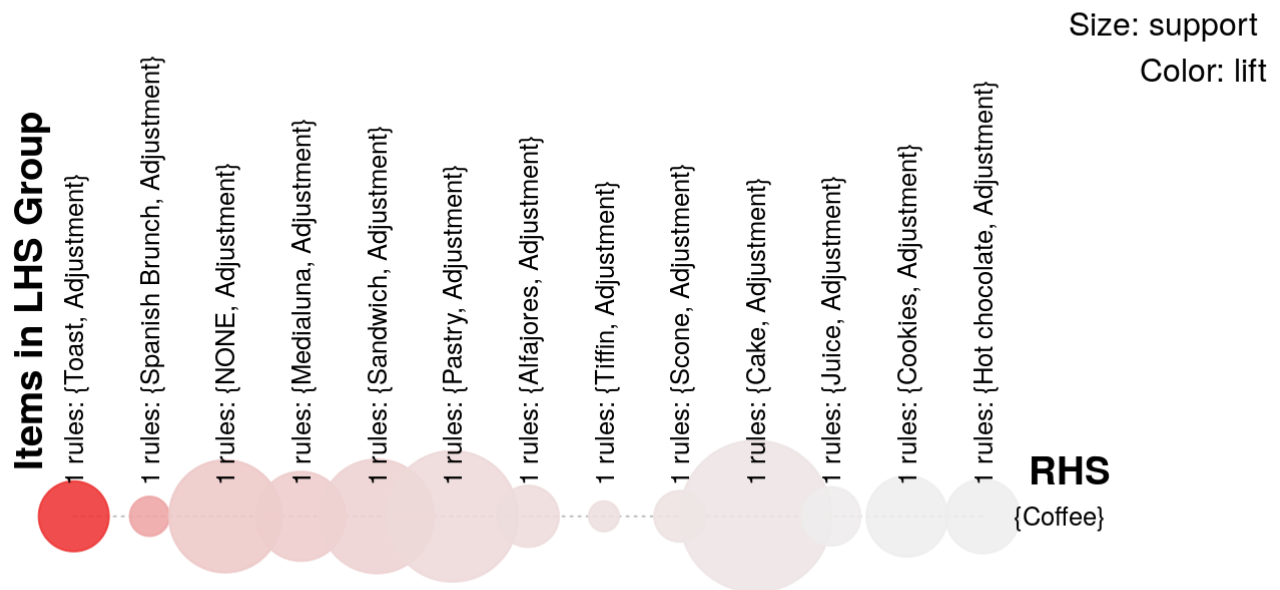 Size: support
Color: lift
Items in LHS Group
1 rules: {Toast, Adjustment}
1 rules: {Spanish Brunch, Adjustment}
1 rules: {NONE, Adjustment}
1 rules: {Medialuna, Adjustment}
1 rules: {Sandwich, Adjustment}
1 rules: {Pastry, Adjustment}
1 rules: {Alfajores, Adjustment}
1 rules: {Tiffin, Adjustment}
1 rules: {Scone, Adjustment}
1 rules: {Cake, Adjustment}
1 rules: {Juice, Adjustment}
1 rules: {Cookies, Adjustment}
1 rules: {Hot chocolate, Adjustment}
RHS
{Coffee}